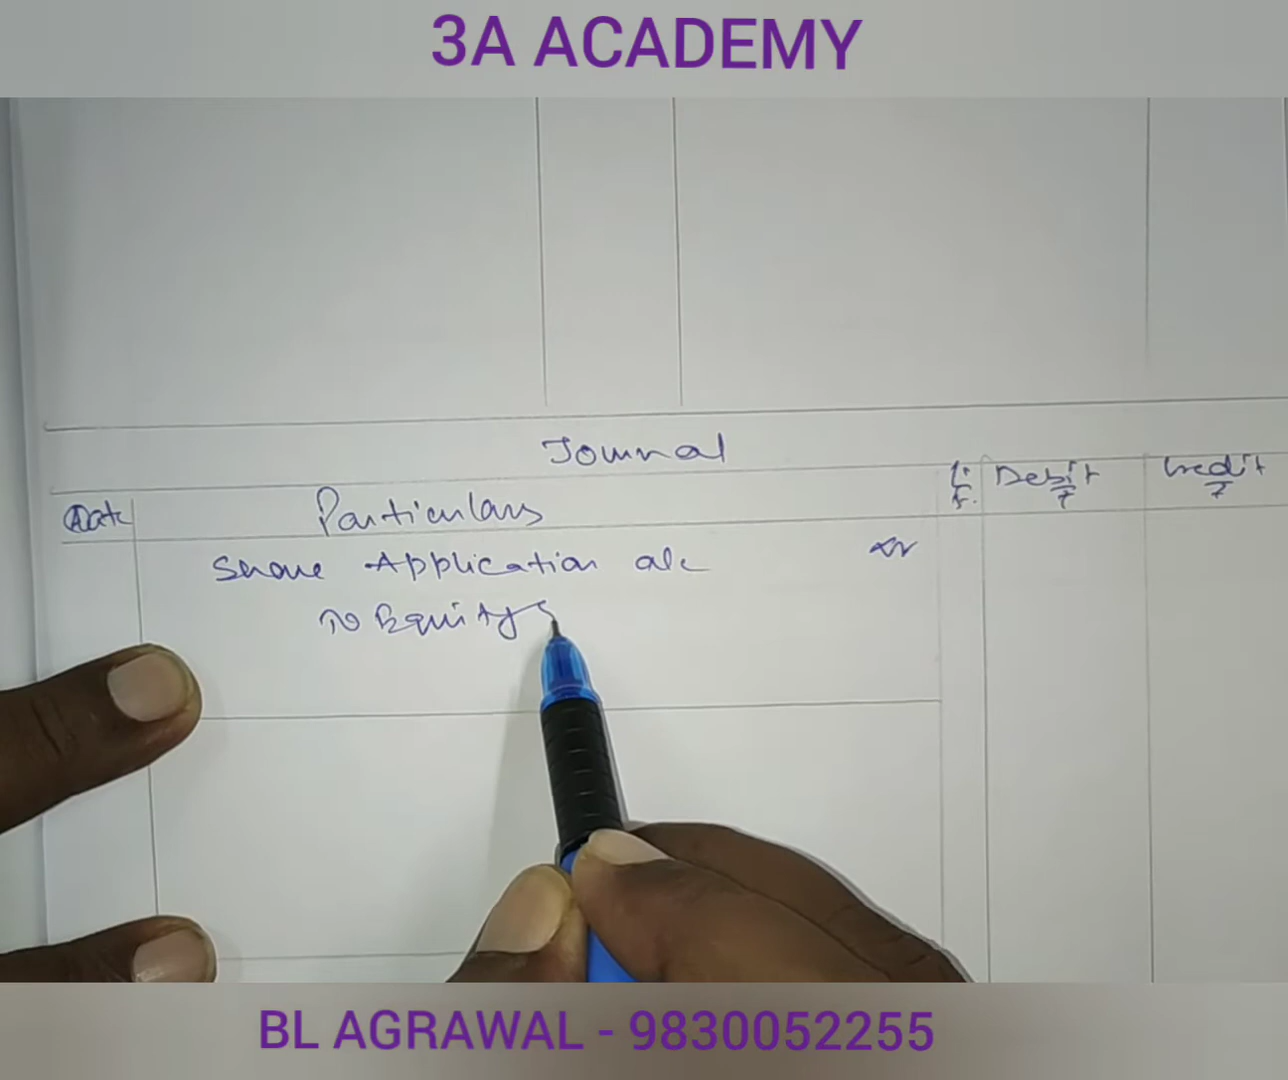 3A ACADEMY
Journal
Date Particulars L.F. Debit ₹ Credit ₹
Share Application a/c Dr
To Equity S
BL AGRAWAL - 9830052255